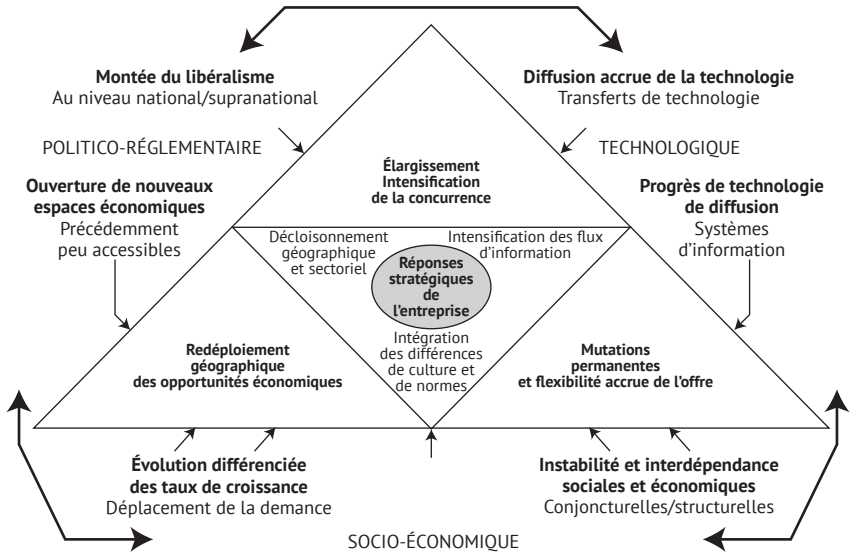 Montée du libéralisme
Au niveau national/supranational
Diffusion accrue de la technologie
Transferts de technologie
POLITICO-RÉGLEMENTAIRE
TECHNOLOGIQUE
Élargissement
Intensification
de la concurrence
Ouverture de nouveaux
espaces économiques
Précédemment
peu accessibles
Progrès de technologie
de diffusion
Systèmes
d’information
Décloisonnement
géographique
et sectoriel
Intensification des flux
d’information
Réponses
stratégiques
de
l’entreprise
Intégration
des différences
de culture et
de normes
Redéploiement
géographique
des opportunités économiques
Mutations
permanentes
et flexibilité accrue de l’offre
Évolution différenciée
des taux de croissance
Déplacement de la demance
Instabilité et interdépendance
sociales et économiques
Conjoncturelles/structurelles
SOCIO-ÉCONOMIQUE